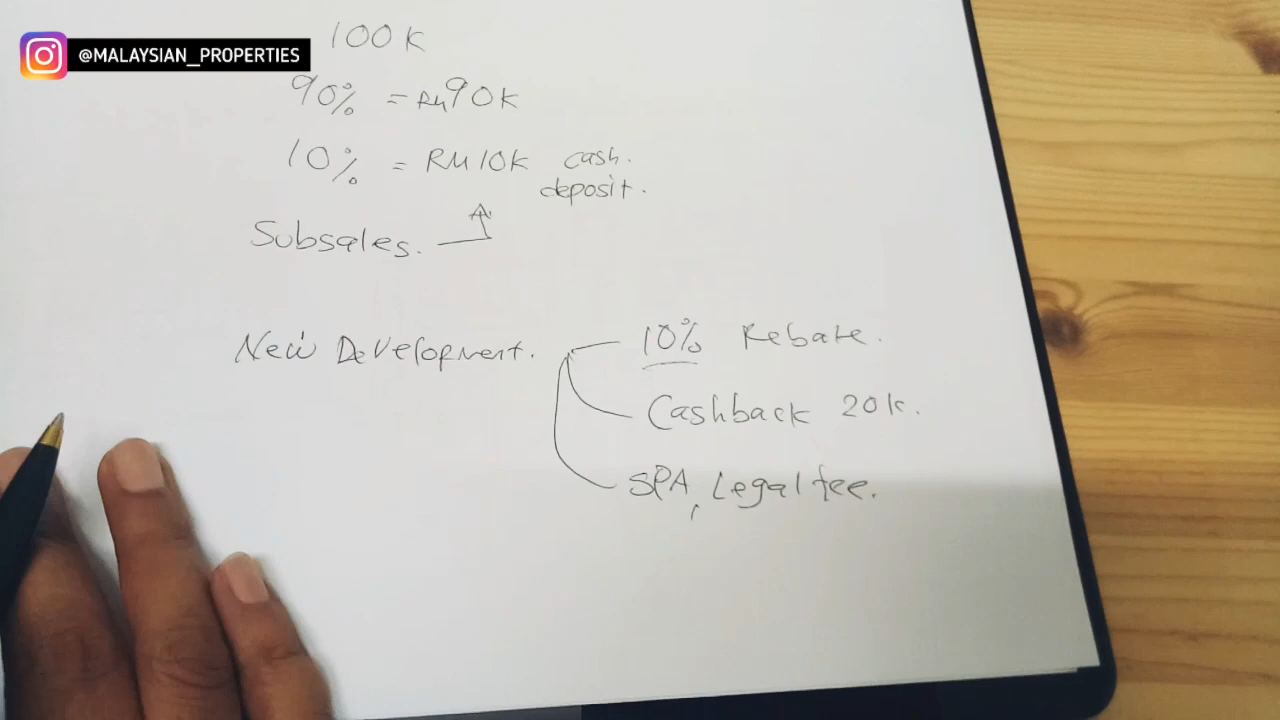 @MALAYSIAN_PROPERTIES
100K
90% = RM90K
10% = RM10K cash.
deposit.
Subsales.
New Development.
10% Rebate.
Cashback 20k.
SPA, Legal fee.